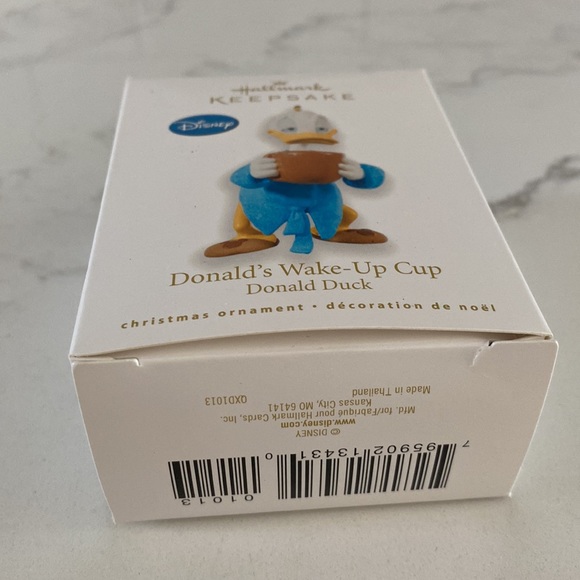 Hallmark
KEEPSAKE
Disney
Donald's Wake-Up Cup
Donald Duck
christmas ornament • décoration de noël
© DISNEY
www.disney.com
Mfd. for/Fabriqué pour Hallmark Cards, Inc.
Kansas City, MO 64141
Made in Thailand
QXD1013
7 95902 13431 0
01013